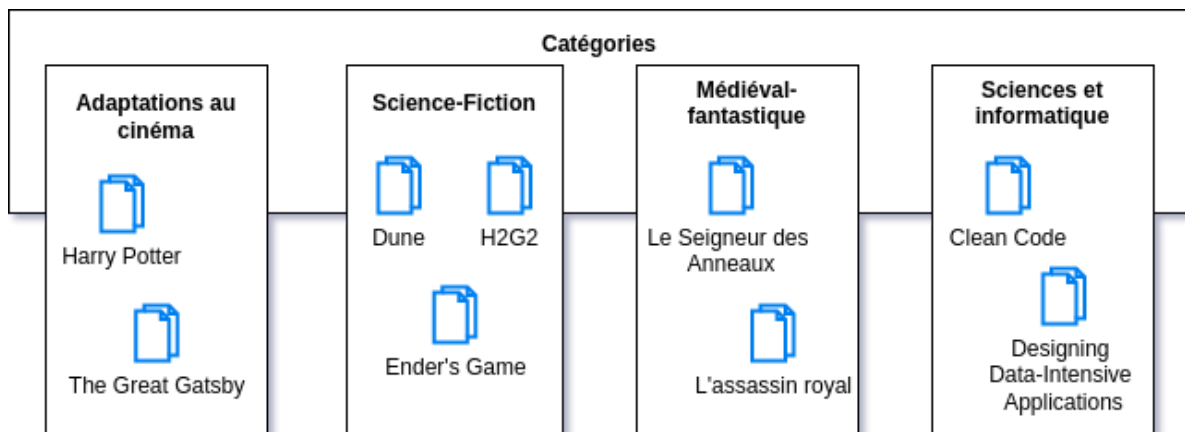 Catégories
Adaptations au
cinéma
Harry Potter
The Great Gatsby
Science-Fiction
Dune
H2G2
Ender's Game
Médiéval-
fantastique
Le Seigneur des
Anneaux
L'assassin royal
Sciences et
informatique
Clean Code
Designing
Data-Intensive
Applications